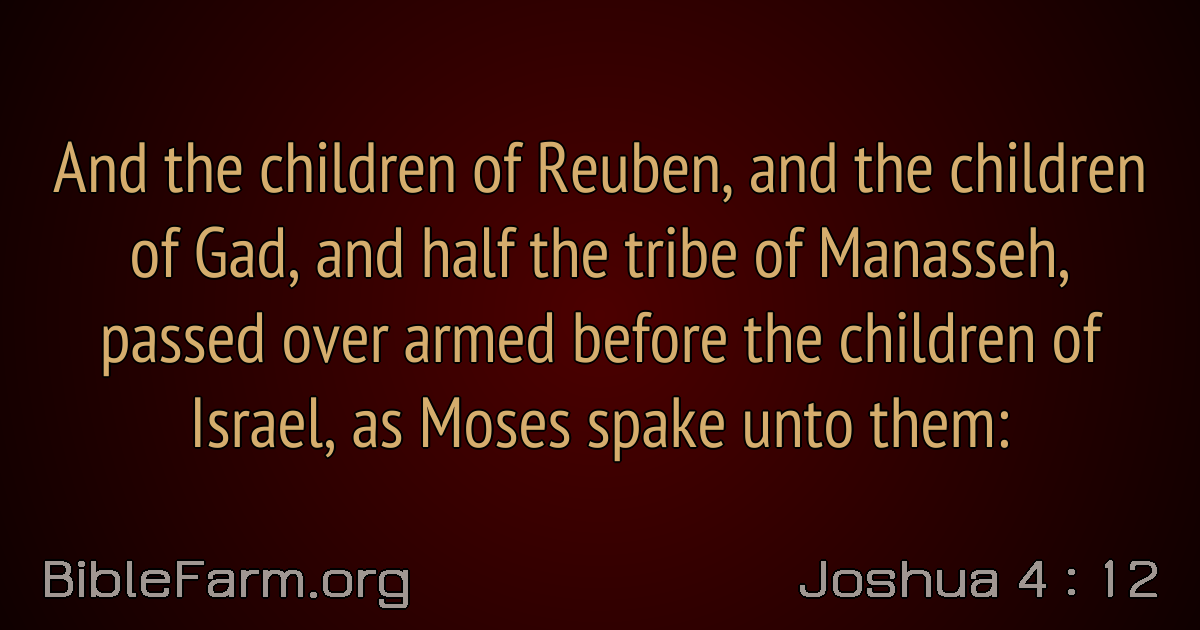 And the children of Reuben, and the children
of Gad, and half the tribe of Manasseh,
passed over armed before the children of
Israel, as Moses spake unto them:
BibleFarm.org
Joshua 4 : 12